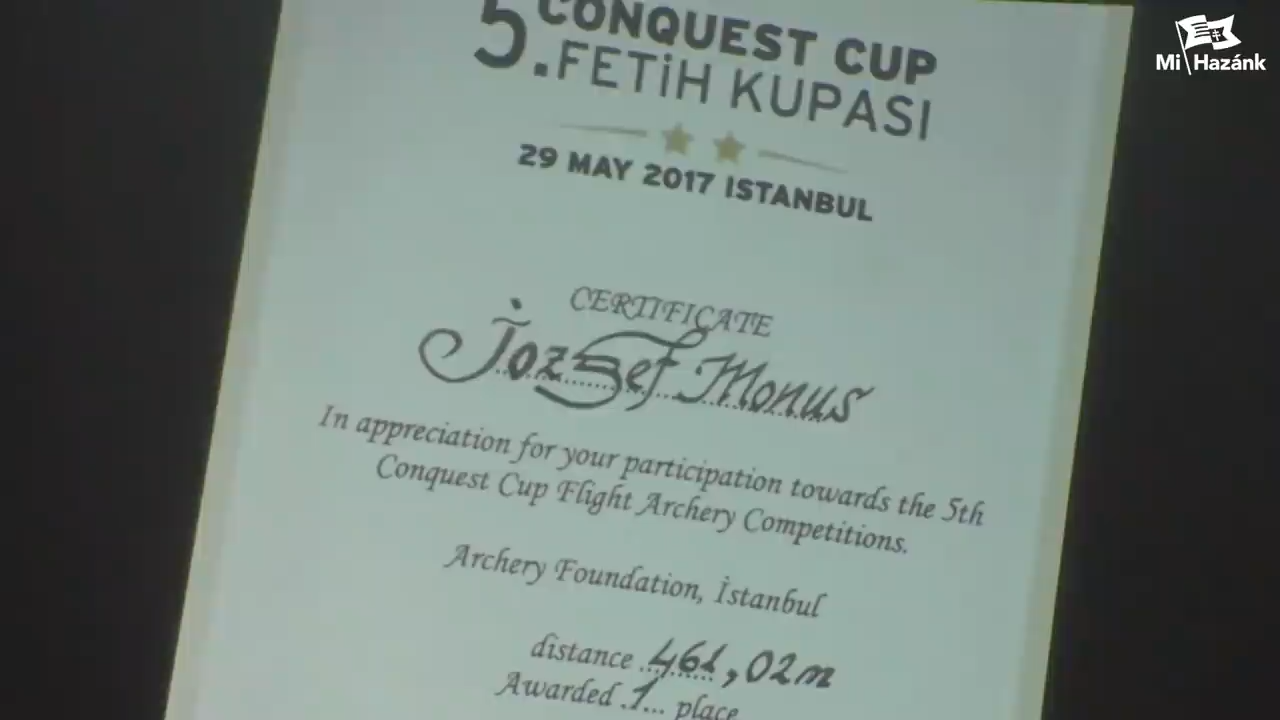 Mi Hazánk
5. CONQUEST CUP
FETİH KUPASI
29 MAY 2017 ISTANBUL
CERTIFICATE
Jozsef Monus
In appreciation for your participation towards the 5th
Conquest Cup Flight Archery Competitions.
Archery Foundation, İstanbul
distance 461,02m
Awarded 1... place